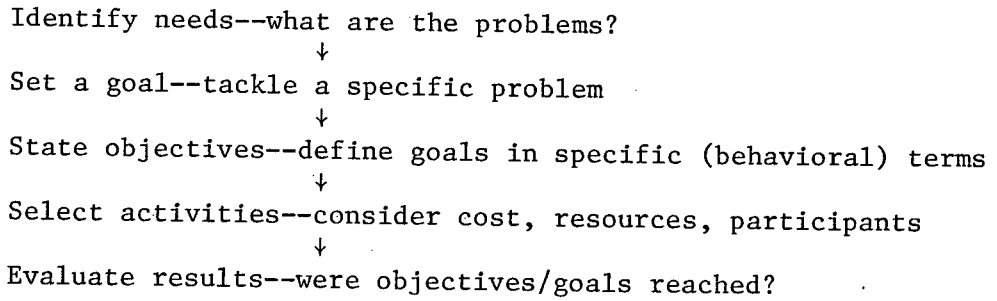 Identify needs--what are the problems?
↓
Set a goal--tackle a specific problem
↓
State objectives--define goals in specific (behavioral) terms
↓
Select activities--consider cost, resources, participants
↓
Evaluate results--were objectives/goals reached?